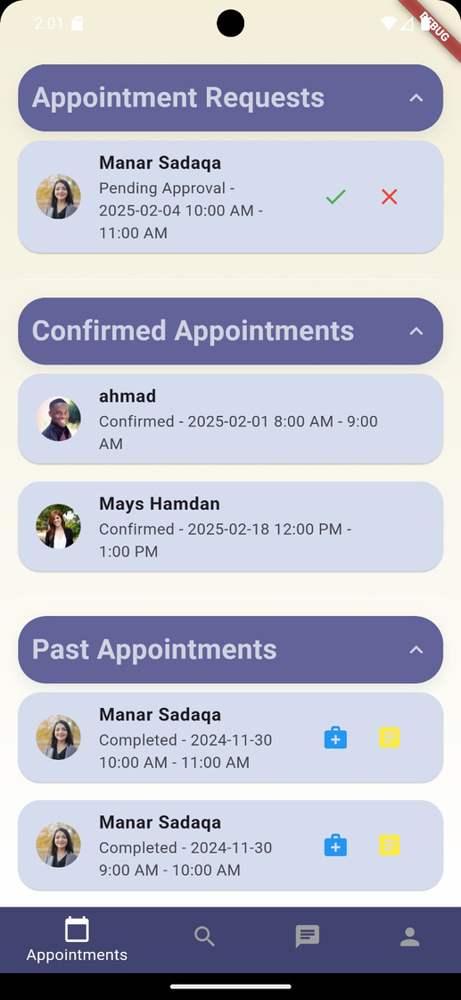 2:01
DEBUG
Appointment Requests
Manar Sadaqa
Pending Approval -
2025-02-04 10:00 AM -
11:00 AM
Confirmed Appointments
ahmad
Confirmed - 2025-02-01 8:00 AM - 9:00
AM
Mays Hamdan
Confirmed - 2025-02-18 12:00 PM -
1:00 PM
Past Appointments
Manar Sadaqa
Completed - 2024-11-30
10:00 AM - 11:00 AM
Manar Sadaqa
Completed - 2024-11-30
9:00 AM - 10:00 AM
Appointments